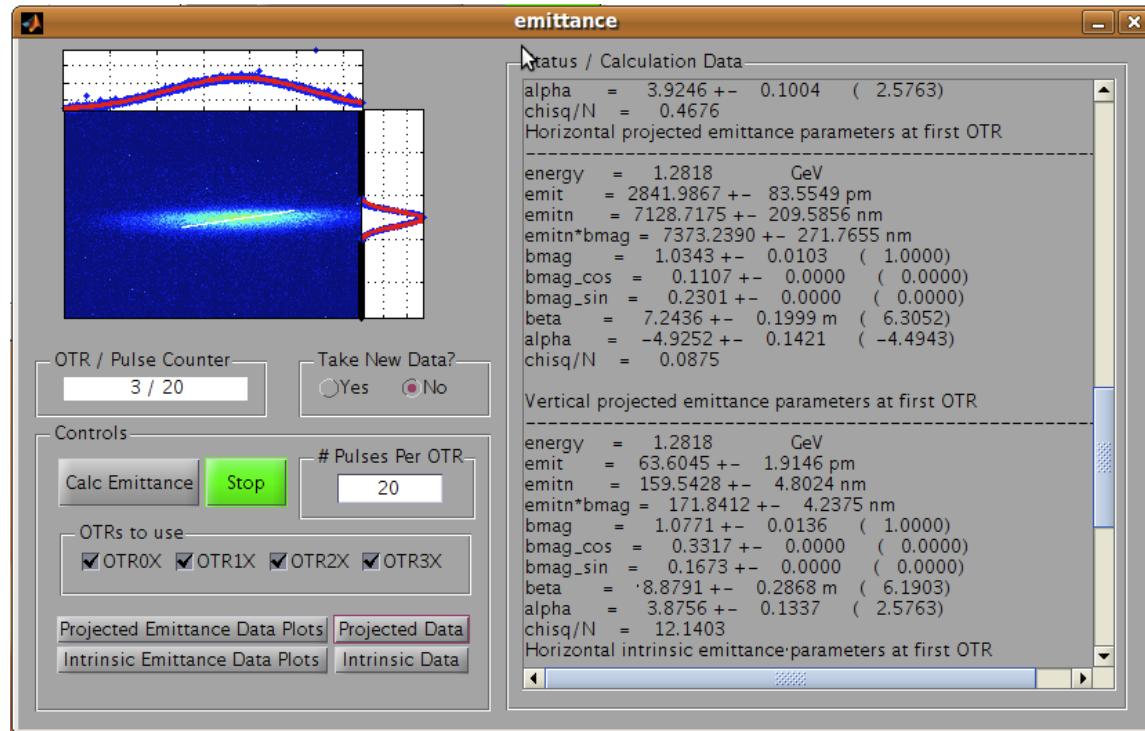 emittance
OTR / Pulse Counter
3 / 20
Take New Data?
Yes No
Controls
Calc Emittance
Stop
# Pulses Per OTR
20
OTRs to use
OTR0X OTR1X OTR2X OTR3X
Projected Emittance Data Plots Projected Data
Intrinsic Emittance Data Plots Intrinsic Data
/ Calculation Data
alpha = 3.9246 +- 0.1004 ( 2.5763)
chisq/N = 0.4676
Horizontal projected emittance parameters at first OTR
energy = 1.2818 GeV
emit = 2841.9867 +- 83.5549 pm
emitn = 7128.7175 +- 209.5856 nm
emitn*bmag = 7373.2390 +- 271.7655 nm
bmag = 1.0343 +- 0.0103 ( 1.0000)
bmag_cos = 0.1107 +- 0.0000 ( 0.0000)
bmag_sin = 0.2301 +- 0.0000 ( 0.0000)
beta = 7.2436 +- 0.1999 m ( 6.3052)
alpha = -4.9252 +- 0.1421 ( -4.4943)
chisq/N = 0.0875
Vertical projected emittance parameters at first OTR
energy = 1.2818 GeV
emit = 63.6045 +- 1.9146 pm
emitn = 159.5428 +- 4.8024 nm
emitn*bmag = 171.8412 +- 4.2375 nm
bmag = 1.0771 +- 0.0136 ( 1.0000)
bmag_cos = 0.3317 +- 0.0000 ( 0.0000)
bmag_sin = 0.1673 +- 0.0000 ( 0.0000)
beta = 8.8791 +- 0.2868 m ( 6.1903)
alpha = 3.8756 +- 0.1337 ( 2.5763)
chisq/N = 12.1403
Horizontal intrinsic emittance parameters at first OTR